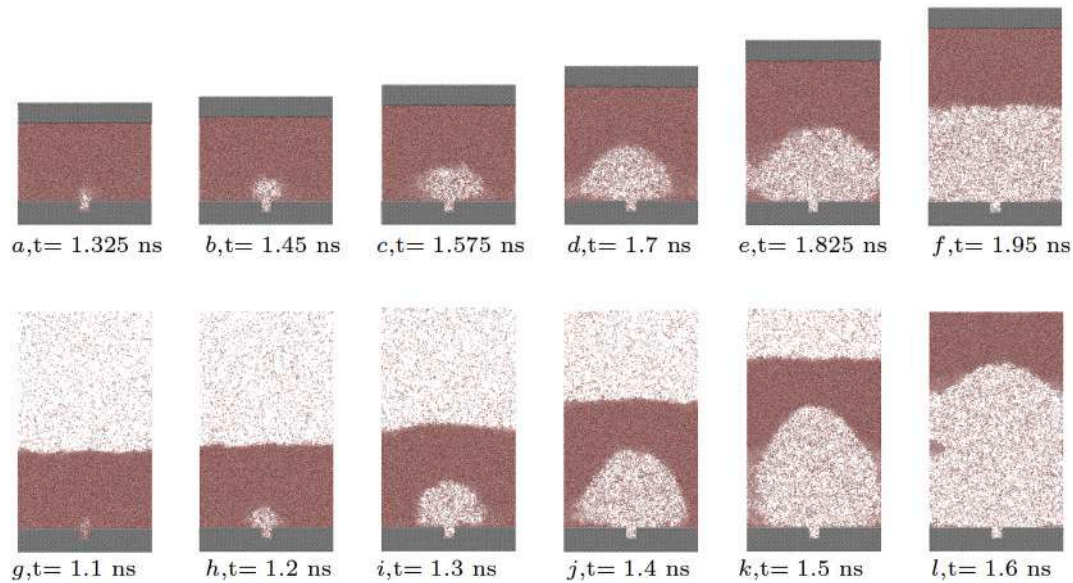 a,t= 1.325 ns b,t= 1.45 ns c,t= 1.575 ns d,t= 1.7 ns e,t= 1.825 ns f,t= 1.95 ns
g,t= 1.1 ns h,t= 1.2 ns i,t= 1.3 ns j,t= 1.4 ns k,t= 1.5 ns l,t= 1.6 ns